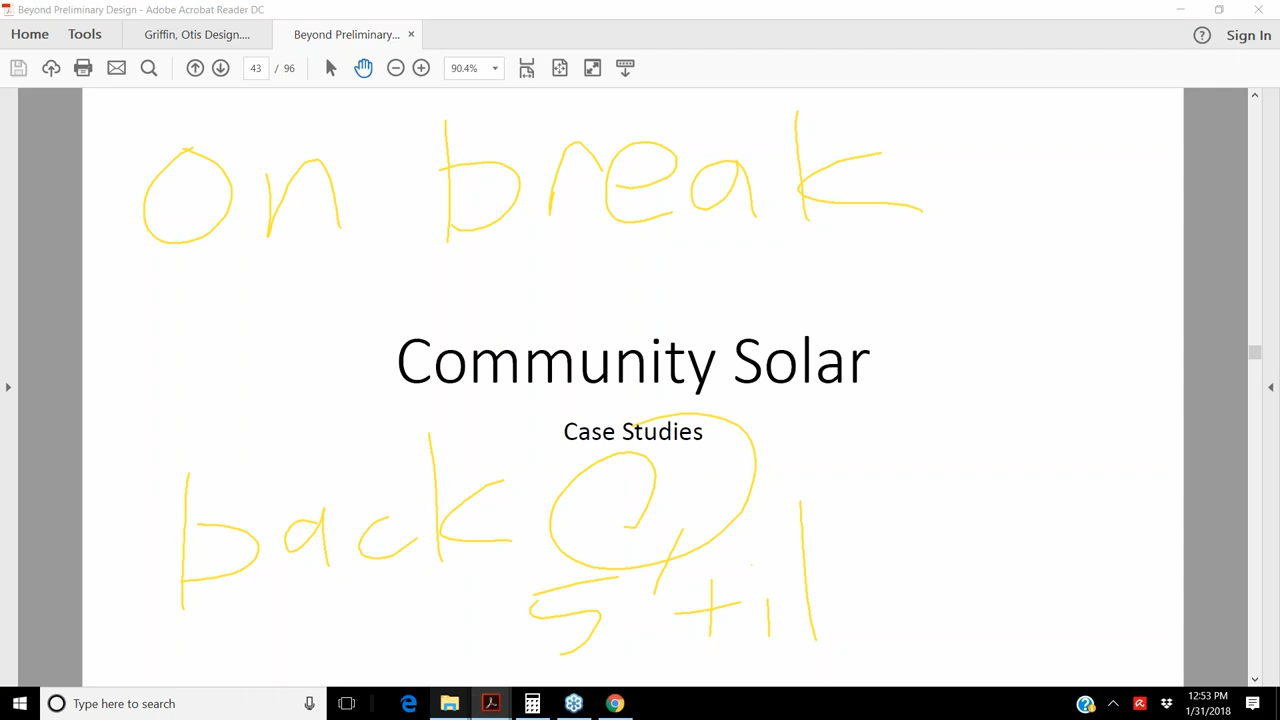 Beyond Preliminary Design - Adobe Acrobat Reader DC
Home Tools Griffin, Otis Design.... Beyond Preliminary... × ? Sign In
43 / 96 90.4%
on break
Community Solar
Case Studies
back @
5 'til
Type here to search
12:53 PM
1/31/2018